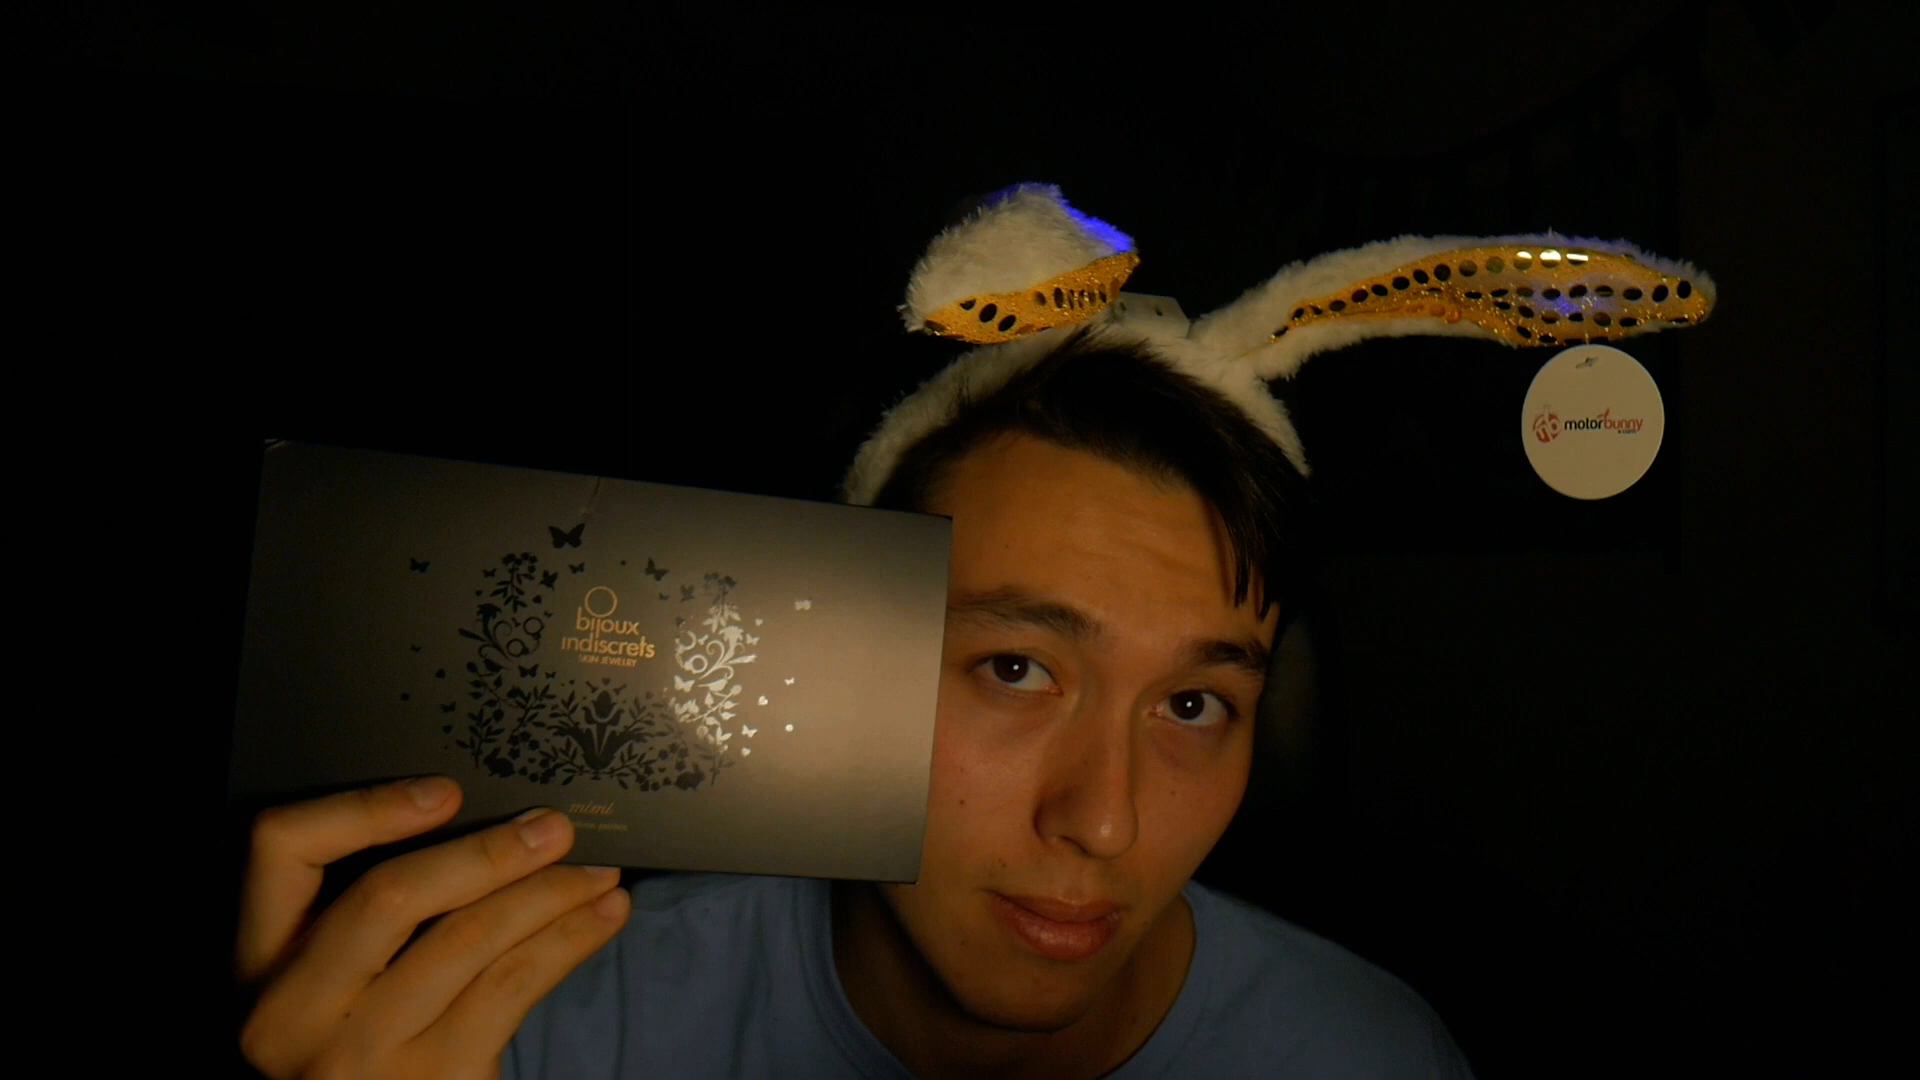 bijoux
indiscrets
SKIN JEWELRY
mimi
motorbunny